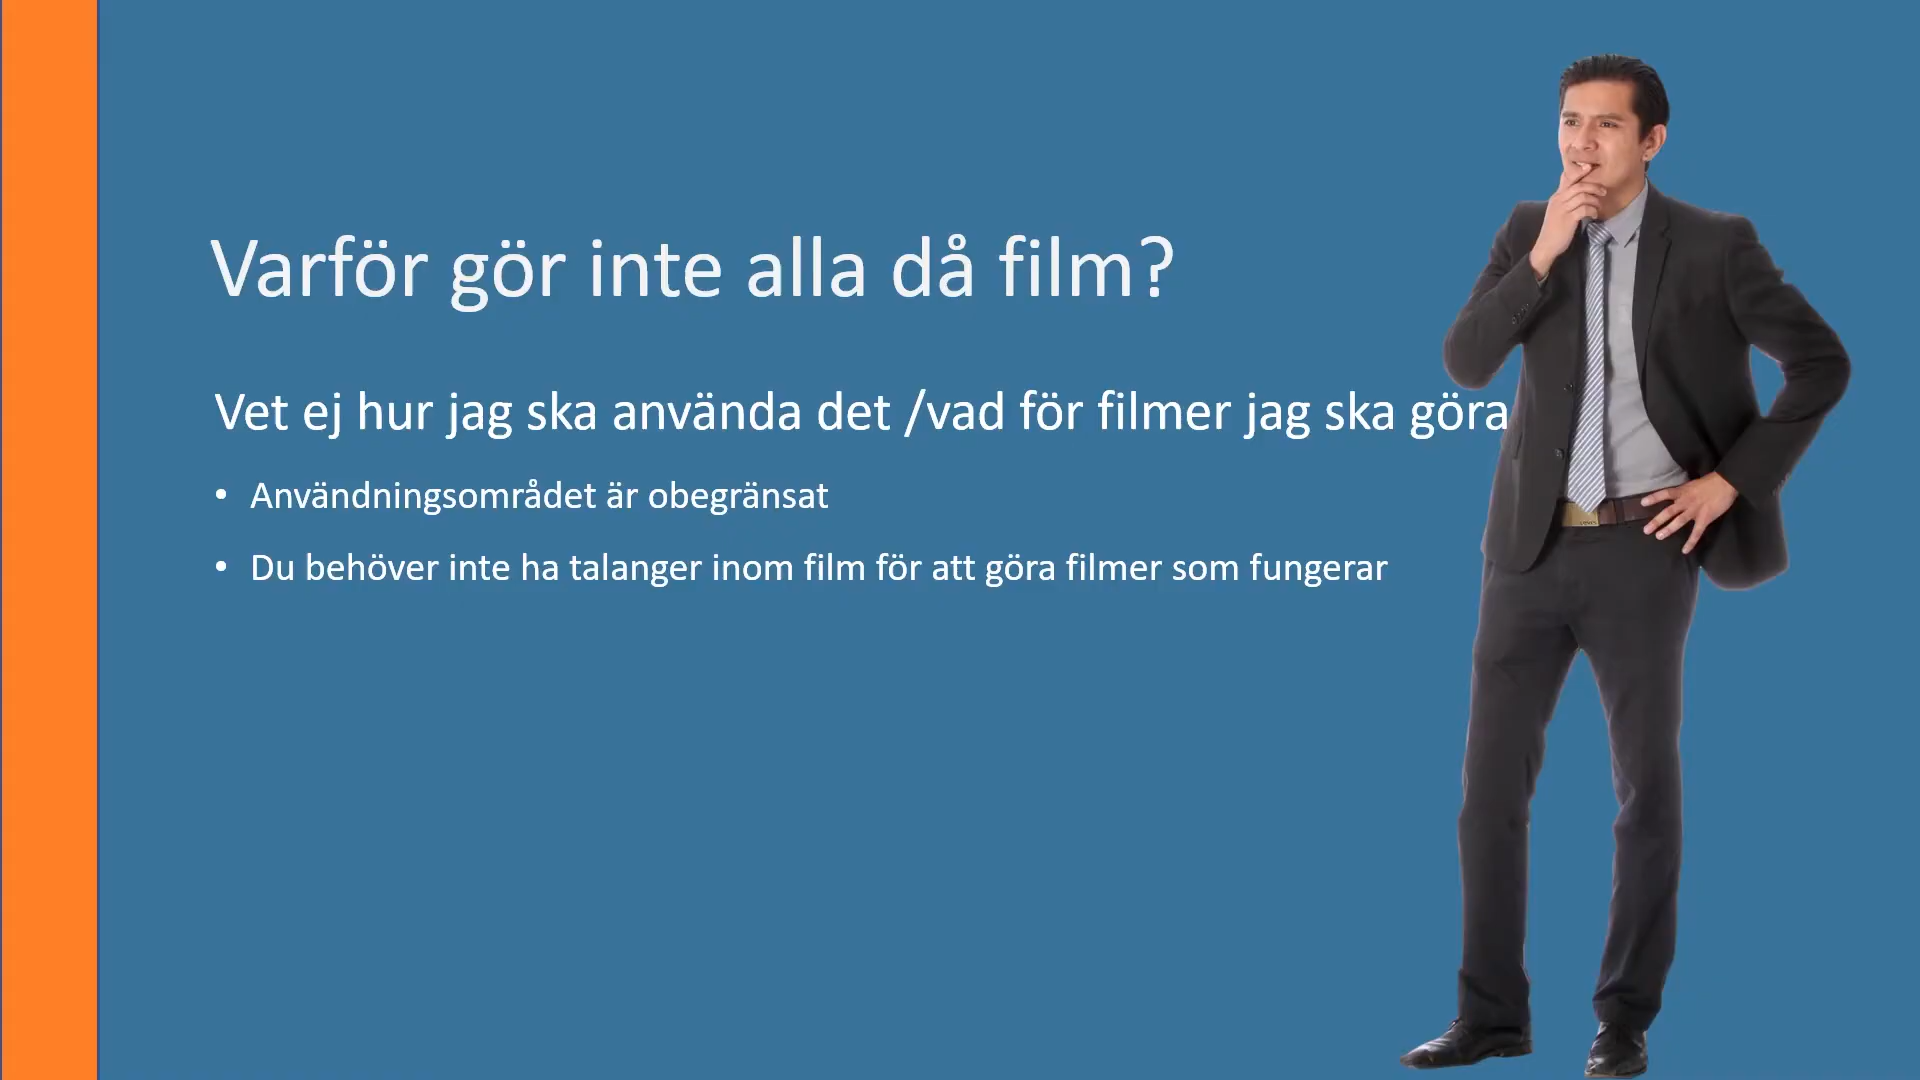 Varför gör inte alla då film?
Vet ej hur jag ska använda det /vad för filmer jag ska göra
• Användningsområdet är obegränsat
• Du behöver inte ha talanger inom film för att göra filmer som fungerar